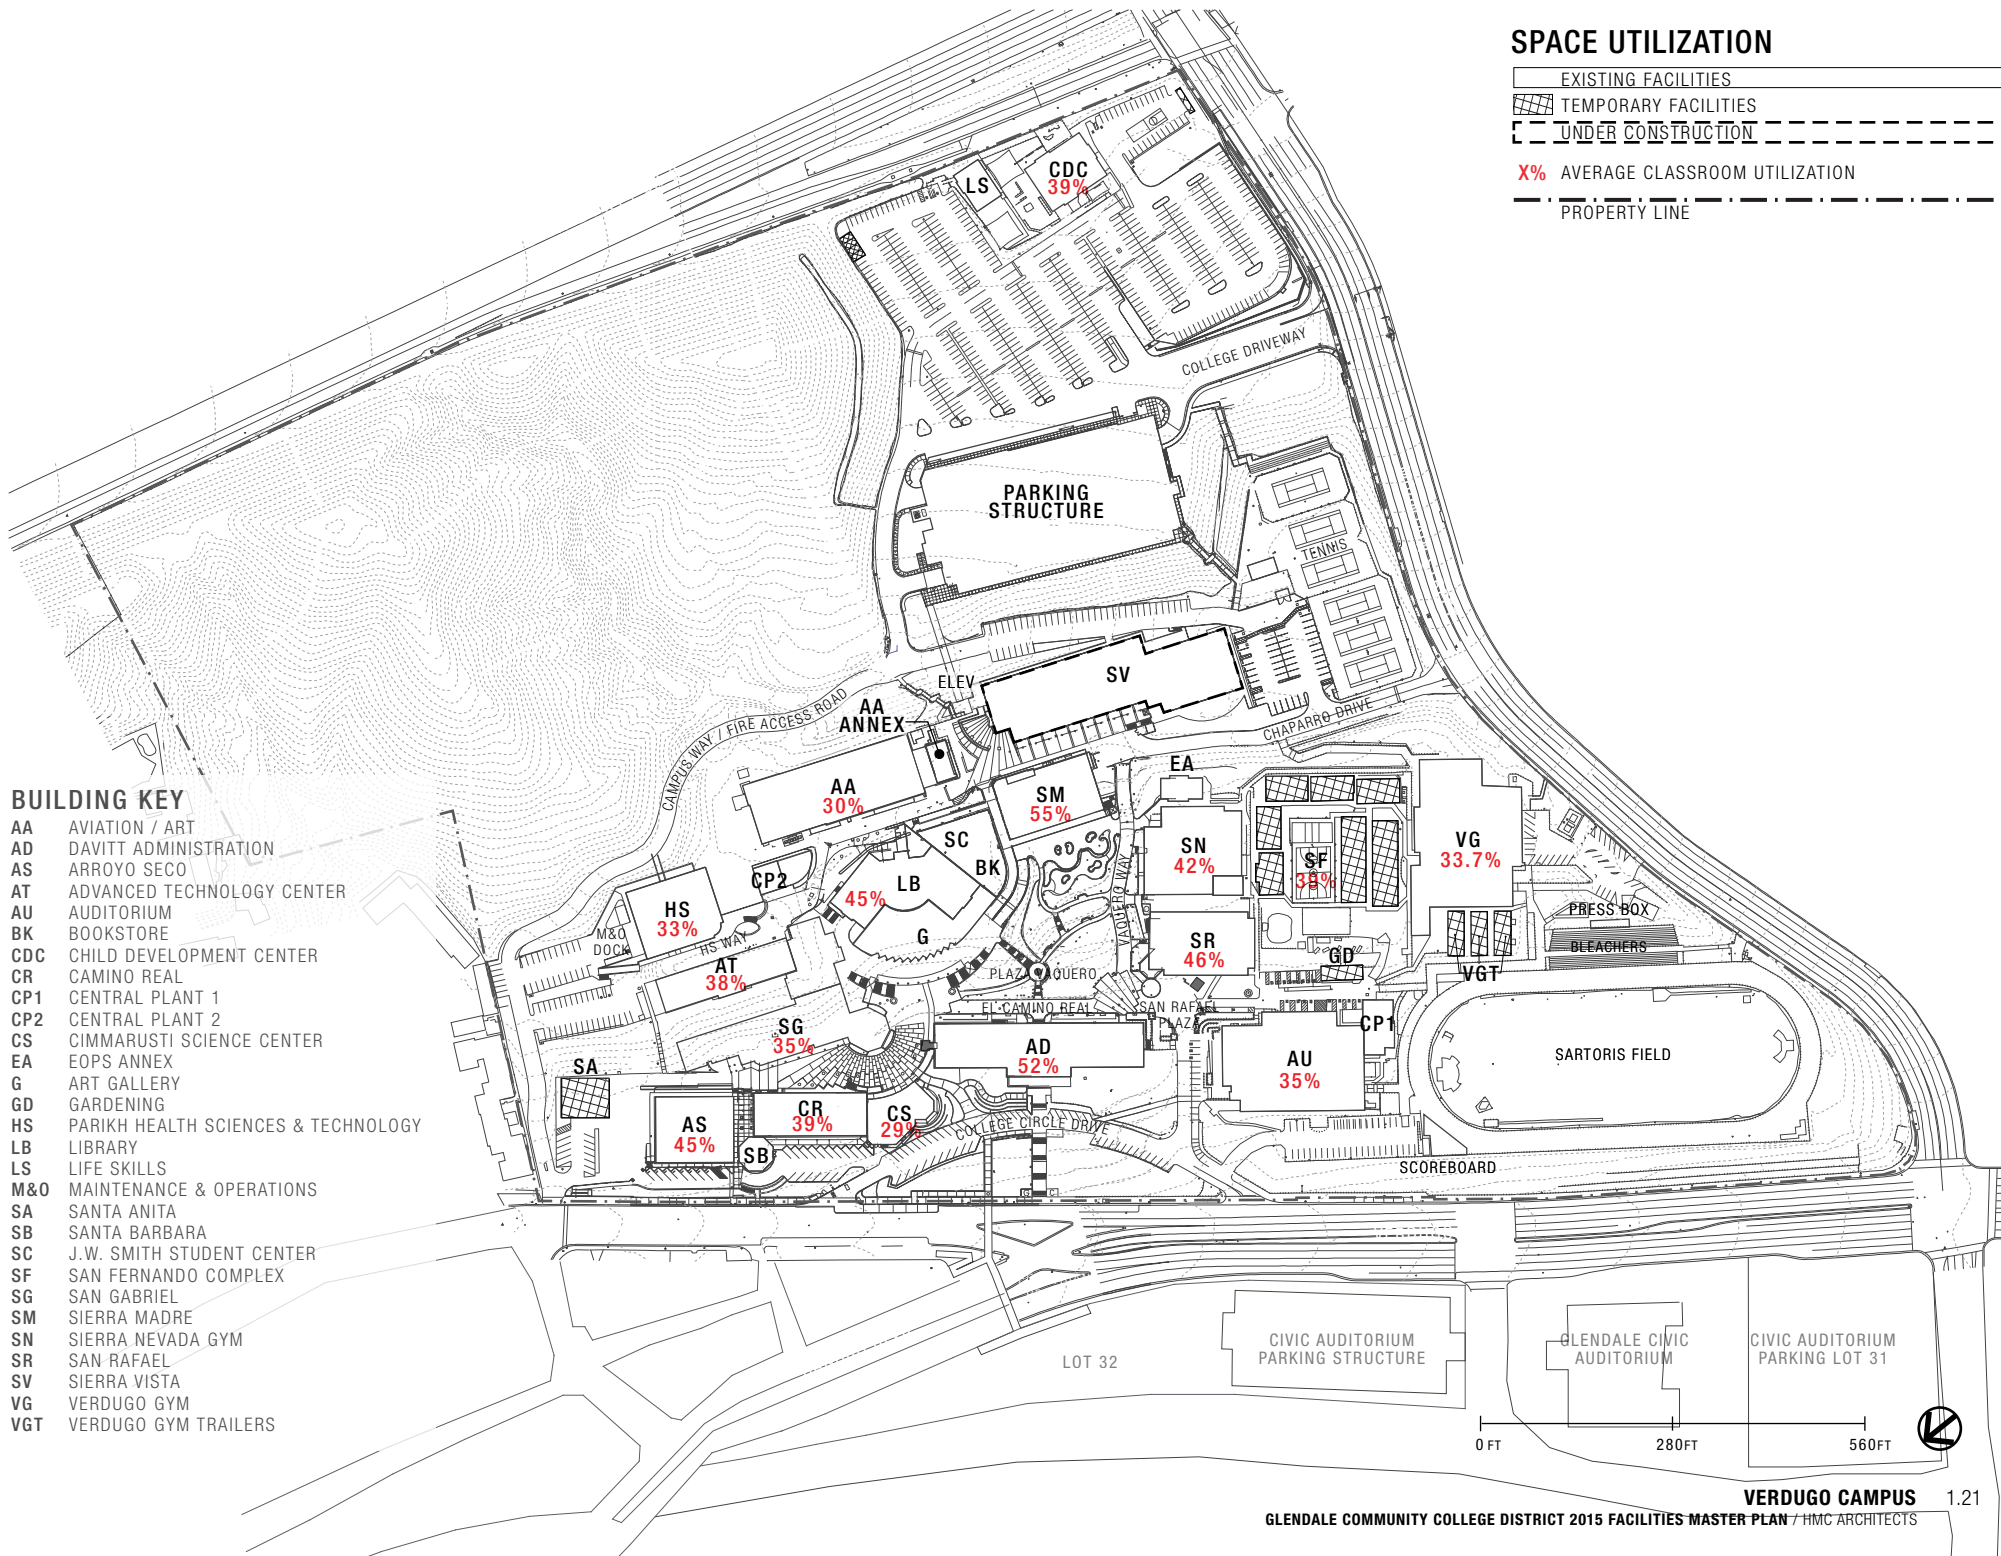 SPACE UTILIZATION
EXISTING FACILITIES
TEMPORARY FACILITIES
UNDER CONSTRUCTION
X% AVERAGE CLASSROOM UTILIZATION
PROPERTY LINE
LS
CDC
39%
COLLEGE DRIVEWAY
PARKING
STRUCTURE
TENNIS
SV
ELEV
CAMPUS WAY / FIRE ACCESS ROAD
AA
ANNEX
CHAPARRO DRIVE
EA
AA
30%
SM
55%
SC
BK
SN
42%
SF
39%
VG
33.7%
CP2
LB
45%
G
VAQUERO WAY
HS
33%
M&O
DOCK
HS WAY
AT
38%
PLAZA VAQUERO
SR
46%
GD
PRESS BOX
BLEACHERS
VGT
EL CAMINO REAL
SAN RAFAEL
PLAZA
CP1
SG
35%
AD
52%
AU
35%
SARTORIS FIELD
SA
AS
45%
CR
39%
CS
29%
SB
COLLEGE CIRCLE DRIVE
SCOREBOARD
BUILDING KEY
AA AVIATION / ART
AD DAVITT ADMINISTRATION
AS ARROYO SECO
AT ADVANCED TECHNOLOGY CENTER
AU AUDITORIUM
BK BOOKSTORE
CDC CHILD DEVELOPMENT CENTER
CR CAMINO REAL
CP1 CENTRAL PLANT 1
CP2 CENTRAL PLANT 2
CS CIMMARUSTI SCIENCE CENTER
EA EOPS ANNEX
G ART GALLERY
GD GARDENING
HS PARIKH HEALTH SCIENCES & TECHNOLOGY
LB LIBRARY
LS LIFE SKILLS
M&O MAINTENANCE & OPERATIONS
SA SANTA ANITA
SB SANTA BARBARA
SC J.W. SMITH STUDENT CENTER
SF SAN FERNANDO COMPLEX
SG SAN GABRIEL
SM SIERRA MADRE
SN SIERRA NEVADA GYM
SR SAN RAFAEL
SV SIERRA VISTA
VG VERDUGO GYM
VGT VERDUGO GYM TRAILERS
LOT 32
CIVIC AUDITORIUM
PARKING STRUCTURE
GLENDALE CIVIC
AUDITORIUM
CIVIC AUDITORIUM
PARKING LOT 31
0 FT 280FT 560FT
VERDUGO CAMPUS 1.21
GLENDALE COMMUNITY COLLEGE DISTRICT 2015 FACILITIES MASTER PLAN / HMC ARCHITECTS